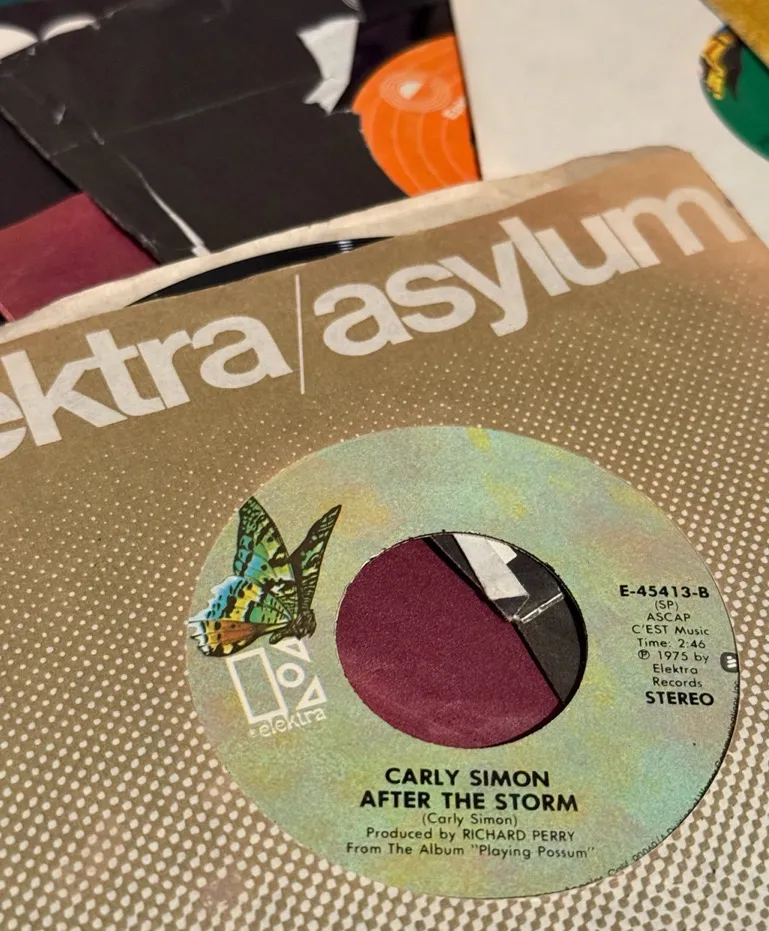 ektra/asylum
E-45413-B
(SP)
ASCAP
C'EST Music
Time: 2:46
℗ 1975 by
Elektra
Records
STEREO
elektra
CARLY SIMON
AFTER THE STORM
(Carly Simon)
Produced by RICHARD PERRY
From The Album "Playing Possum"